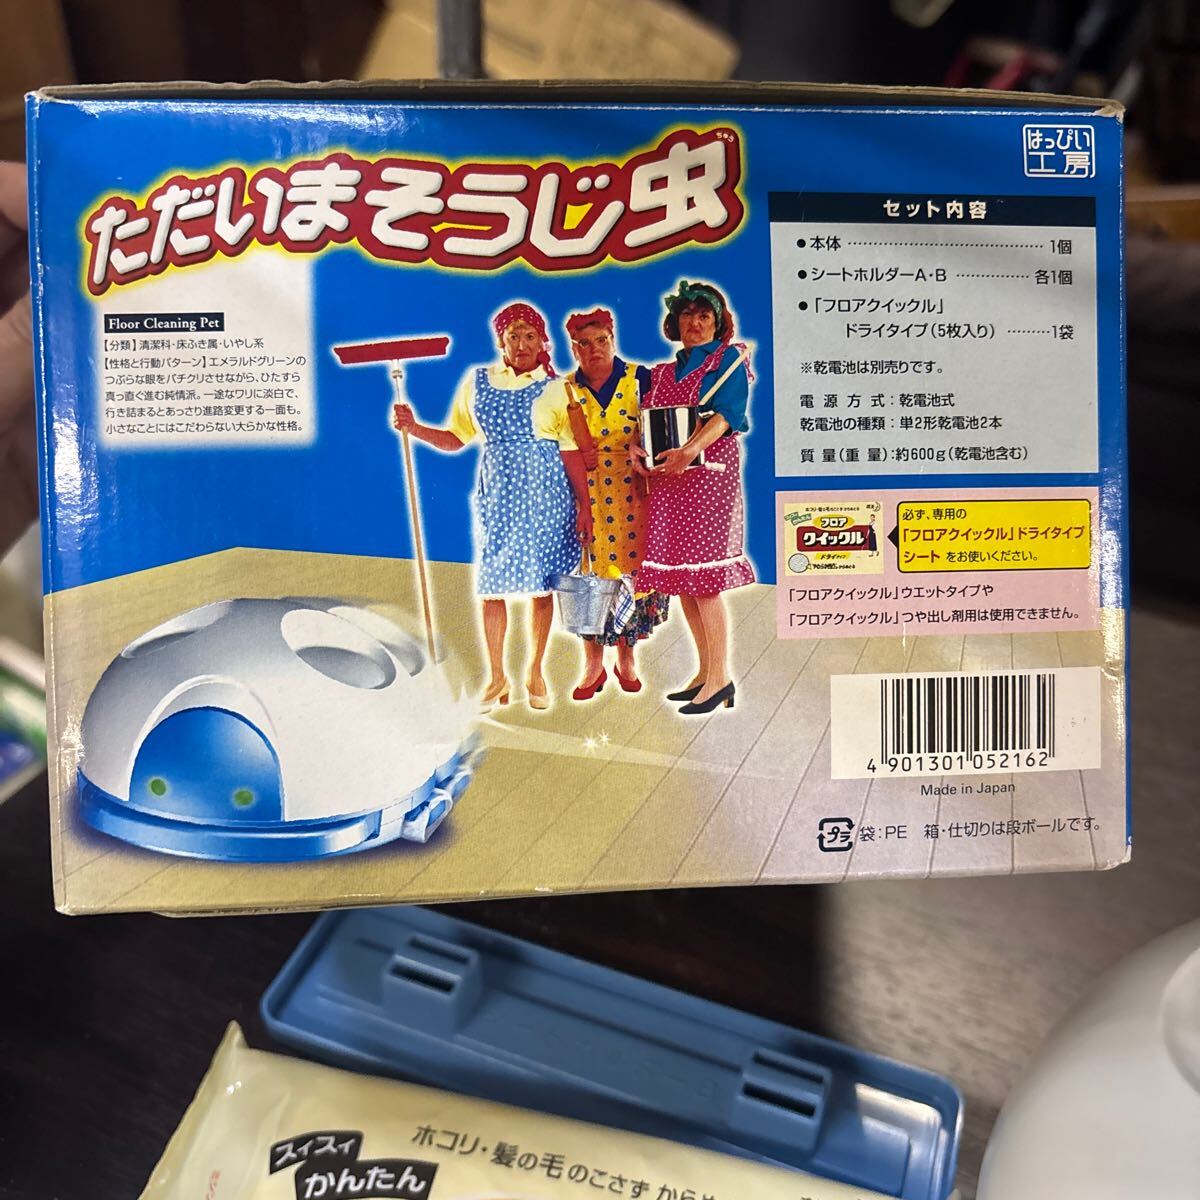 ただいまそうじ虫
ちゅう
はっぴい
工房
Floor Cleaning Pet
【分類】清潔科・床ふき属・いやし系
【性格と行動パターン】エメラルドグリーンの
つぶらな眼をパチクリさせながら、ひたすら
真っ直ぐ進む純情派。一途なワリに淡白で、
行き詰まるとあっさり進路変更する一面も。
小さなことにはこだわらない大らかな性格。
セット内容
●本体 …………………………… 1個
●シートホルダーA・B ………… 各1個
●「フロアクイックル」
ドライタイプ(5枚入り) ………1袋
※乾電池は別売りです。
電源方式:乾電池式
乾電池の種類:単2形乾電池2本
質量(重量):約600g(乾電池含む)
フロア
クイックル
ドライタイプ
必ず、専用の
「フロアクイックル」ドライタイプ
シートをお使いください。
「フロアクイックル」ウエットタイプや
「フロアクイックル」つや出し剤用は使用できません。
4 901301 052162
Made in Japan
プラ 袋:PE 箱・仕切りは段ボールです。
スイスイ
かんたん
ホコリ・髪の毛のこさず から